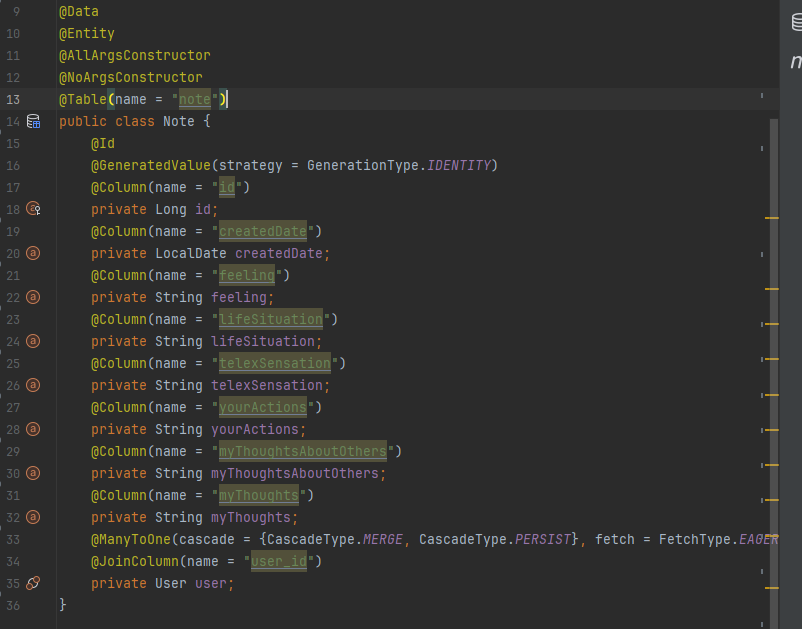 9 @Data
10 @Entity
11 @AllArgsConstructor
12 @NoArgsConstructor
13 @Table(name = "note")
14 public class Note {
15 @Id
16 @GeneratedValue(strategy = GenerationType.IDENTITY)
17 @Column(name = "id")
18 private Long id;
19 @Column(name = "createdDate")
20 private LocalDate createdDate;
21 @Column(name = "feeling")
22 private String feeling;
23 @Column(name = "lifeSituation")
24 private String lifeSituation;
25 @Column(name = "telexSensation")
26 private String telexSensation;
27 @Column(name = "yourActions")
28 private String yourActions;
29 @Column(name = "myThoughtsAboutOthers")
30 private String myThoughtsAboutOthers;
31 @Column(name = "myThoughts")
32 private String myThoughts;
33 @ManyToOne(cascade = {CascadeType.MERGE, CascadeType.PERSIST}, fetch = FetchType.EAGER
34 @JoinColumn(name = "user_id")
35 private User user;
36 }